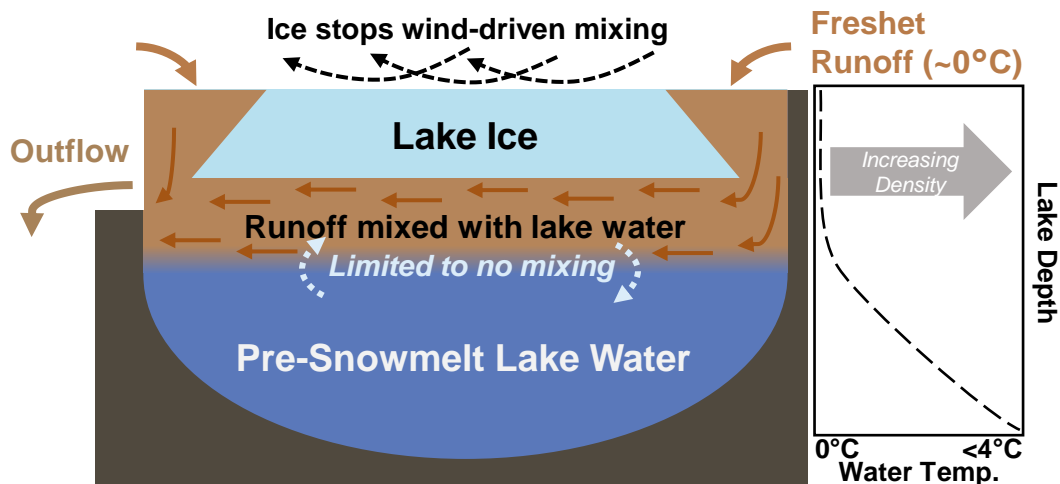 Ice stops wind-driven mixing
Freshet
Runoff (~0°C)
Lake Ice
Outflow
Increasing
Density
Lake Depth
Runoff mixed with lake water
Limited to no mixing
Pre-Snowmelt Lake Water
0°C
<4°C
Water Temp.